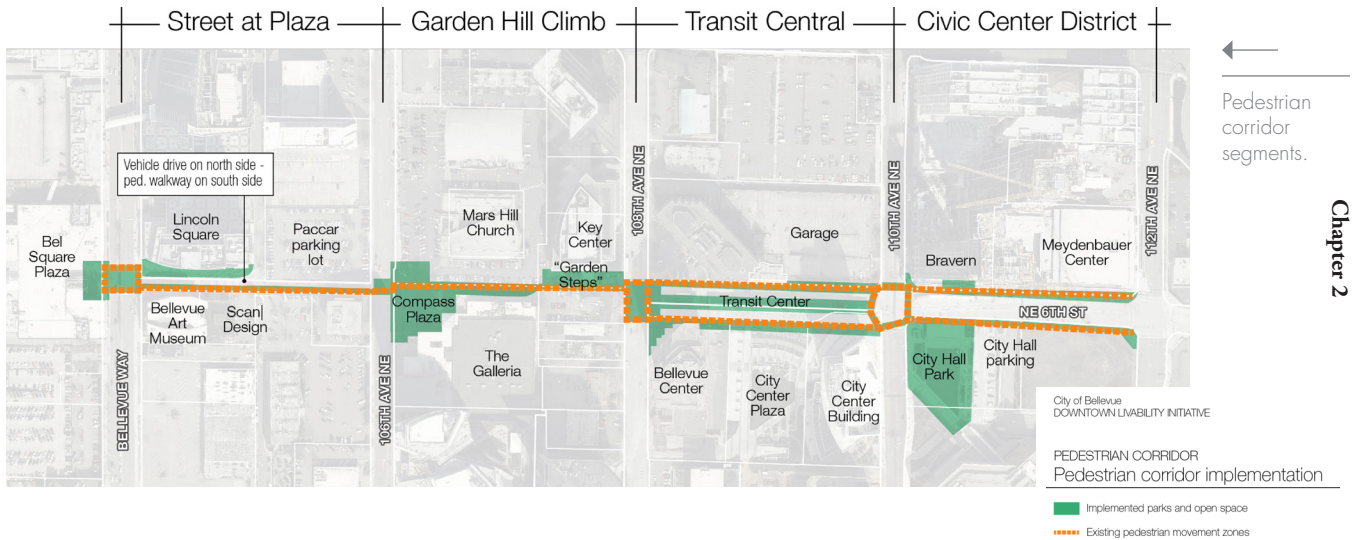 Street at Plaza
Garden Hill Climb
Transit Central
Civic Center District
Pedestrian
corridor
segments.
Chapter 2
Vehicle drive on north side -
ped. walkway on south side
Bel
Square
Plaza
Lincoln
Square
Paccar
parking
lot
Mars Hill
Church
Key
Center
"Garden
Steps"
Garage
Bravern
Meydenbauer
Center
Bellevue
Art
Museum
Scan|
Design
Compass
Plaza
The
Galleria
Transit Center
Bellevue
Center
City
Center
Plaza
City
Center
Building
City Hall
Park
City Hall
parking
NE 6TH ST
BELLEVUE WAY
106TH AVE NE
108TH AVE NE
110TH AVE NE
112TH AVE NE
City of Bellevue
DOWNTOWN LIVABILITY INITIATIVE
PEDESTRIAN CORRIDOR
Pedestrian corridor implementation
Implemented parks and open space
Existing pedestrian movement zones